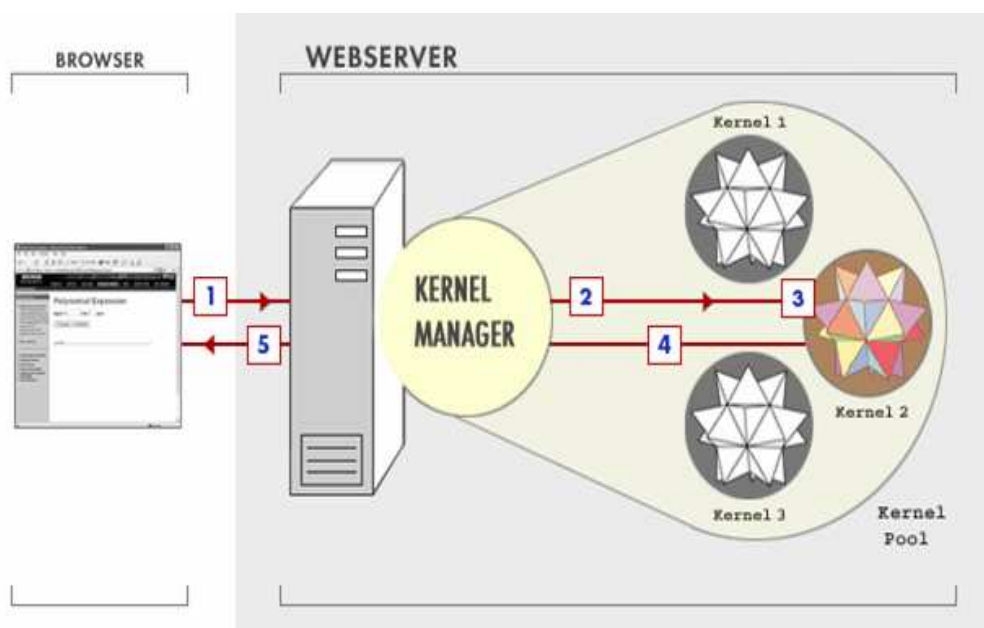 BROWSER
WEBSERVER
Kernel 1
Polynomial Expansion
1
2
3
KERNEL
MANAGER
5
4
Kernel 2
Kernel 3
Kernel
Pool